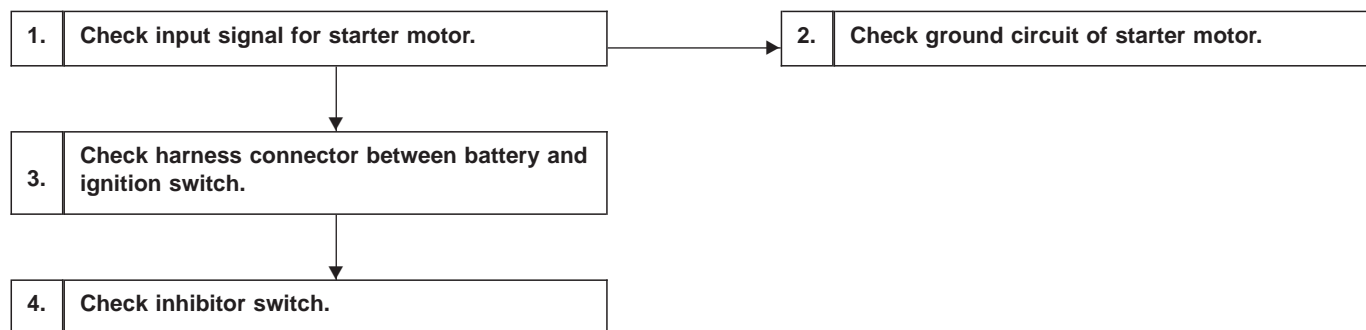 1. Check input signal for starter motor.
2. Check ground circuit of starter motor.
3. Check harness connector between battery and
ignition switch.
4. Check inhibitor switch.